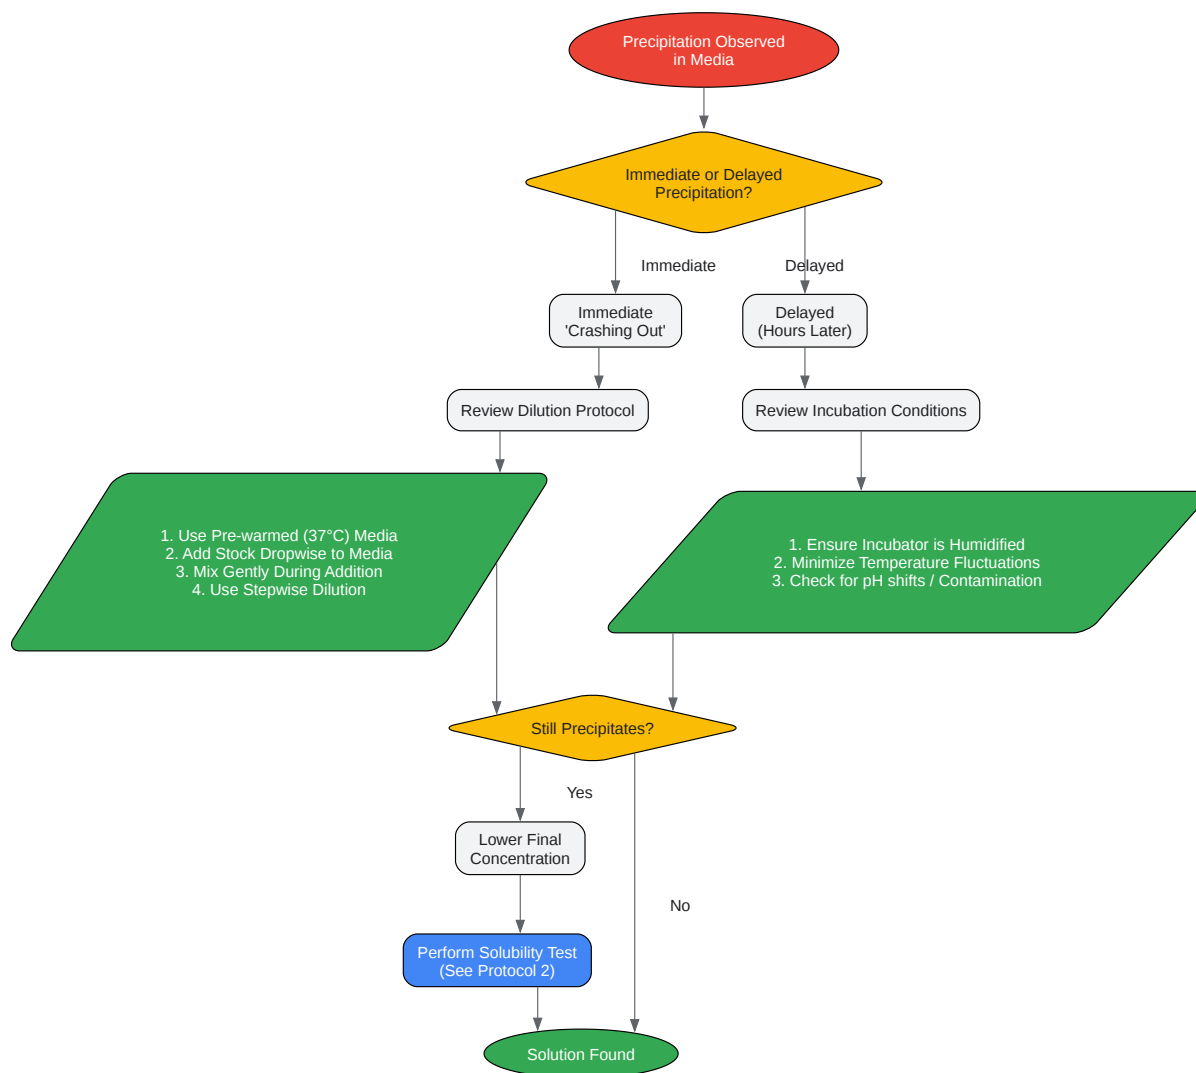 Precipitation Observed
in Media
Immediate or Delayed
Precipitation?
Immediate
Delayed
Immediate
'Crashing Out'
Delayed
(Hours Later)
Review Dilution Protocol
Review Incubation Conditions
1. Use Pre-warmed (37°C) Media
2. Add Stock Dropwise to Media
3. Mix Gently During Addition
4. Use Stepwise Dilution
1. Ensure Incubator is Humidified
2. Minimize Temperature Fluctuations
3. Check for pH shifts / Contamination
Still Precipitates?
Yes
Lower Final
Concentration
No
Perform Solubility Test
(See Protocol 2)
Solution Found